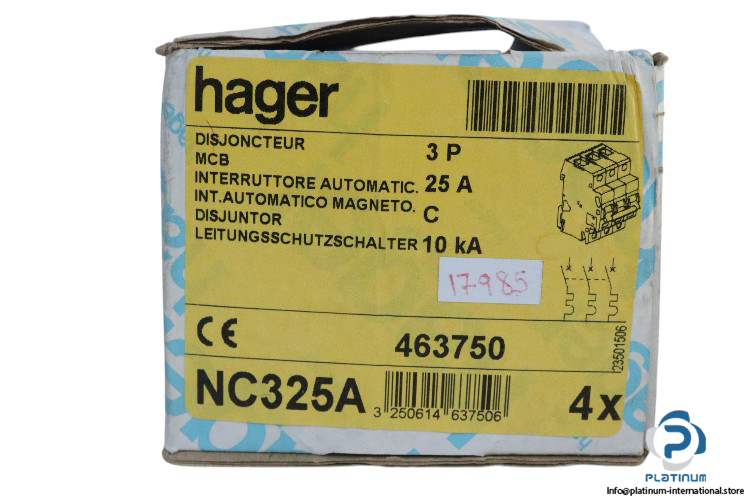 hager
DISJONCTEUR
MCB
INTERRUTTORE AUTOMATIC.
INT.AUTOMATICO MAGNETO.
DISJUNTOR
LEITUNGSSCHUTZSCHALTER
3 P
25 A
C
10 kA
17985
23501506
CE
463750
NC325A
3 250614 637506
4x
PLATINUM
Info@platinum-international.store